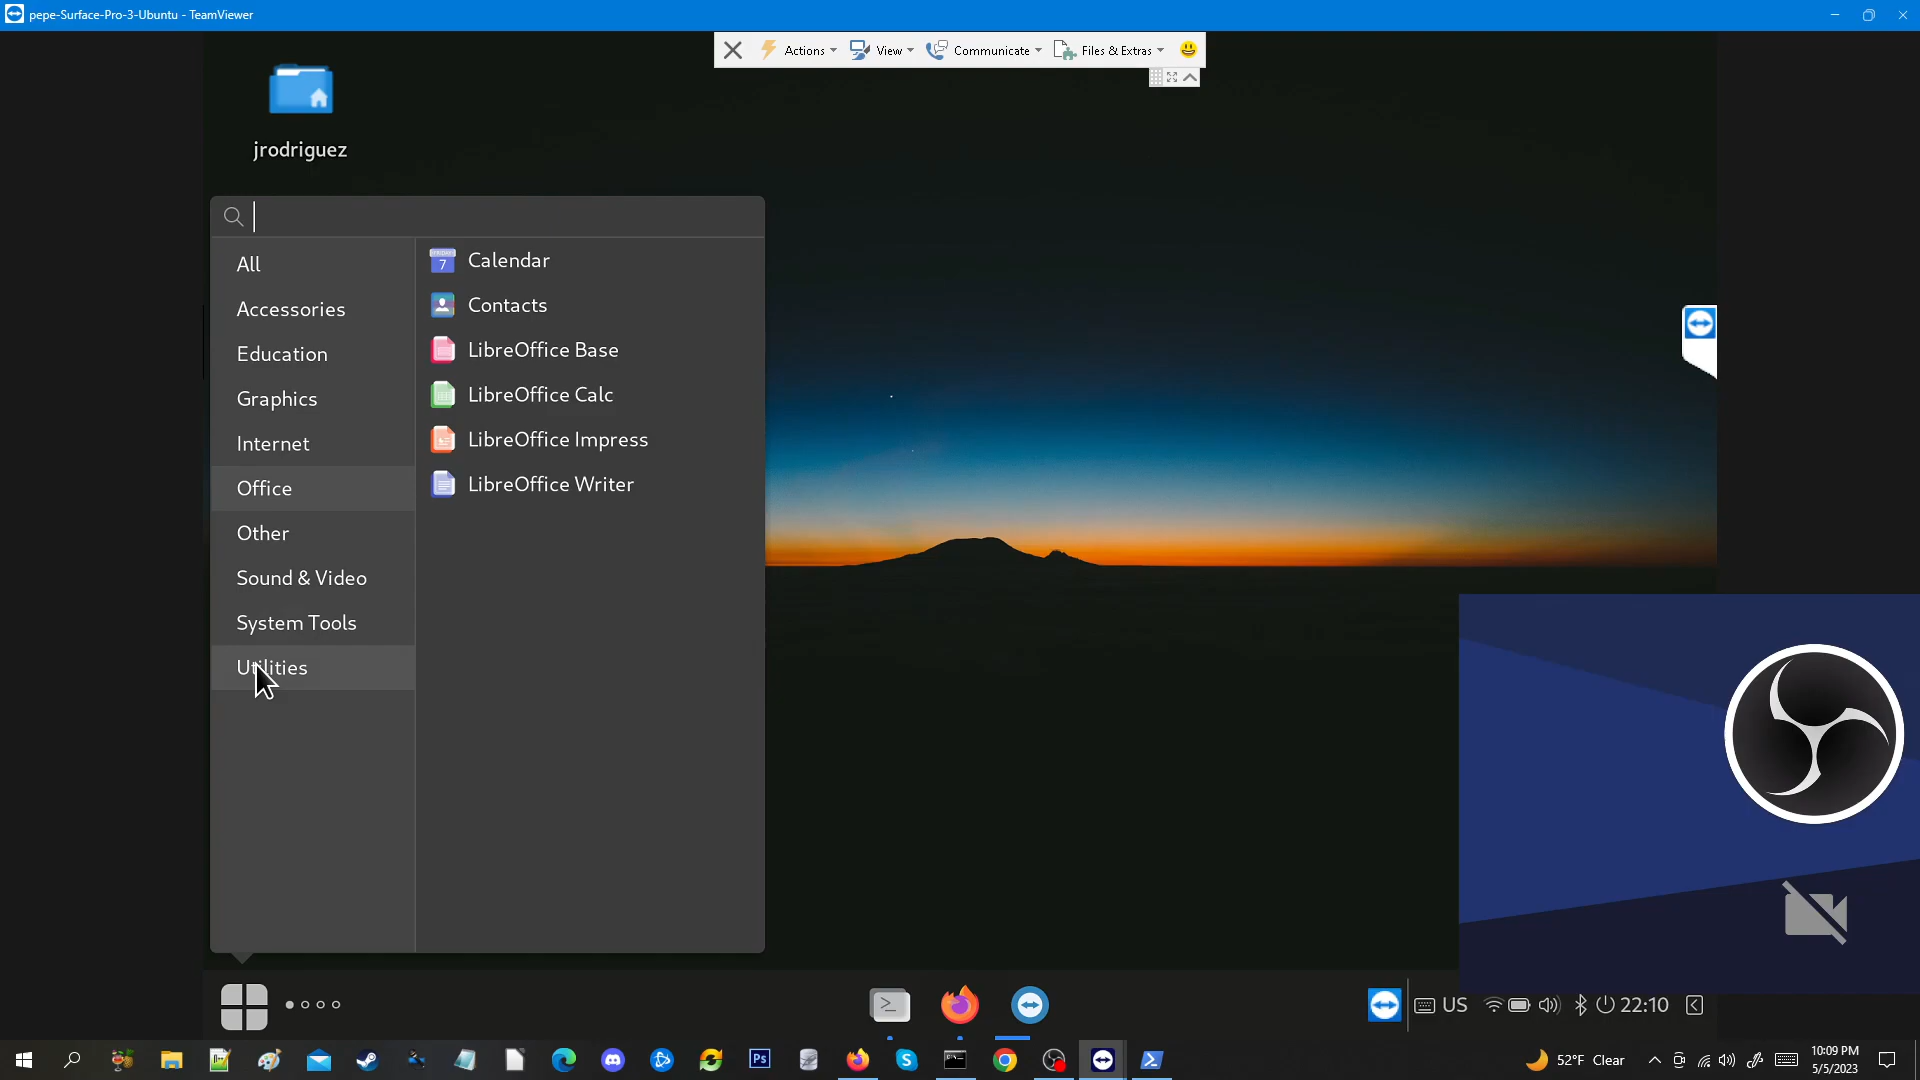 pepe-Surface-Pro-3-Ubuntu - TeamViewer
Actions View Communicate Files & Extras
jrodriguez
All
Accessories
Education
Graphics
Internet
Office
Other
Sound & Video
System Tools
Utilities
Calendar
Contacts
LibreOffice Base
LibreOffice Calc
LibreOffice Impress
LibreOffice Writer
US 22:10
52°F Clear
10:09 PM
5/5/2023